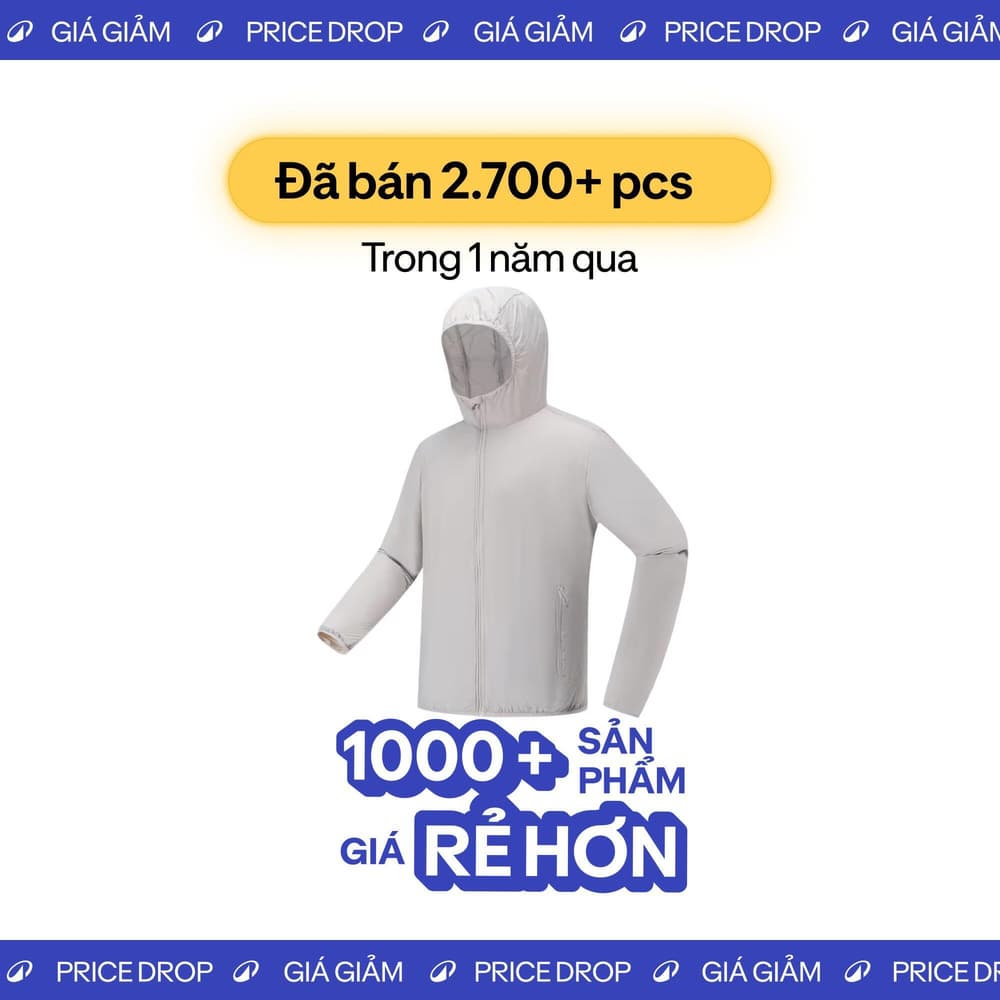 GIÁ GIẢM PRICE DROP GIÁ GIẢM PRICE DROP GIÁ GIẢM
Đã bán 2.700+ pcs
Trong 1 năm qua
1000+ SẢN PHẨM
GIÁ RẺ HƠN
PRICE DROP GIÁ GIẢM PRICE DROP GIÁ GIẢM PRICE D